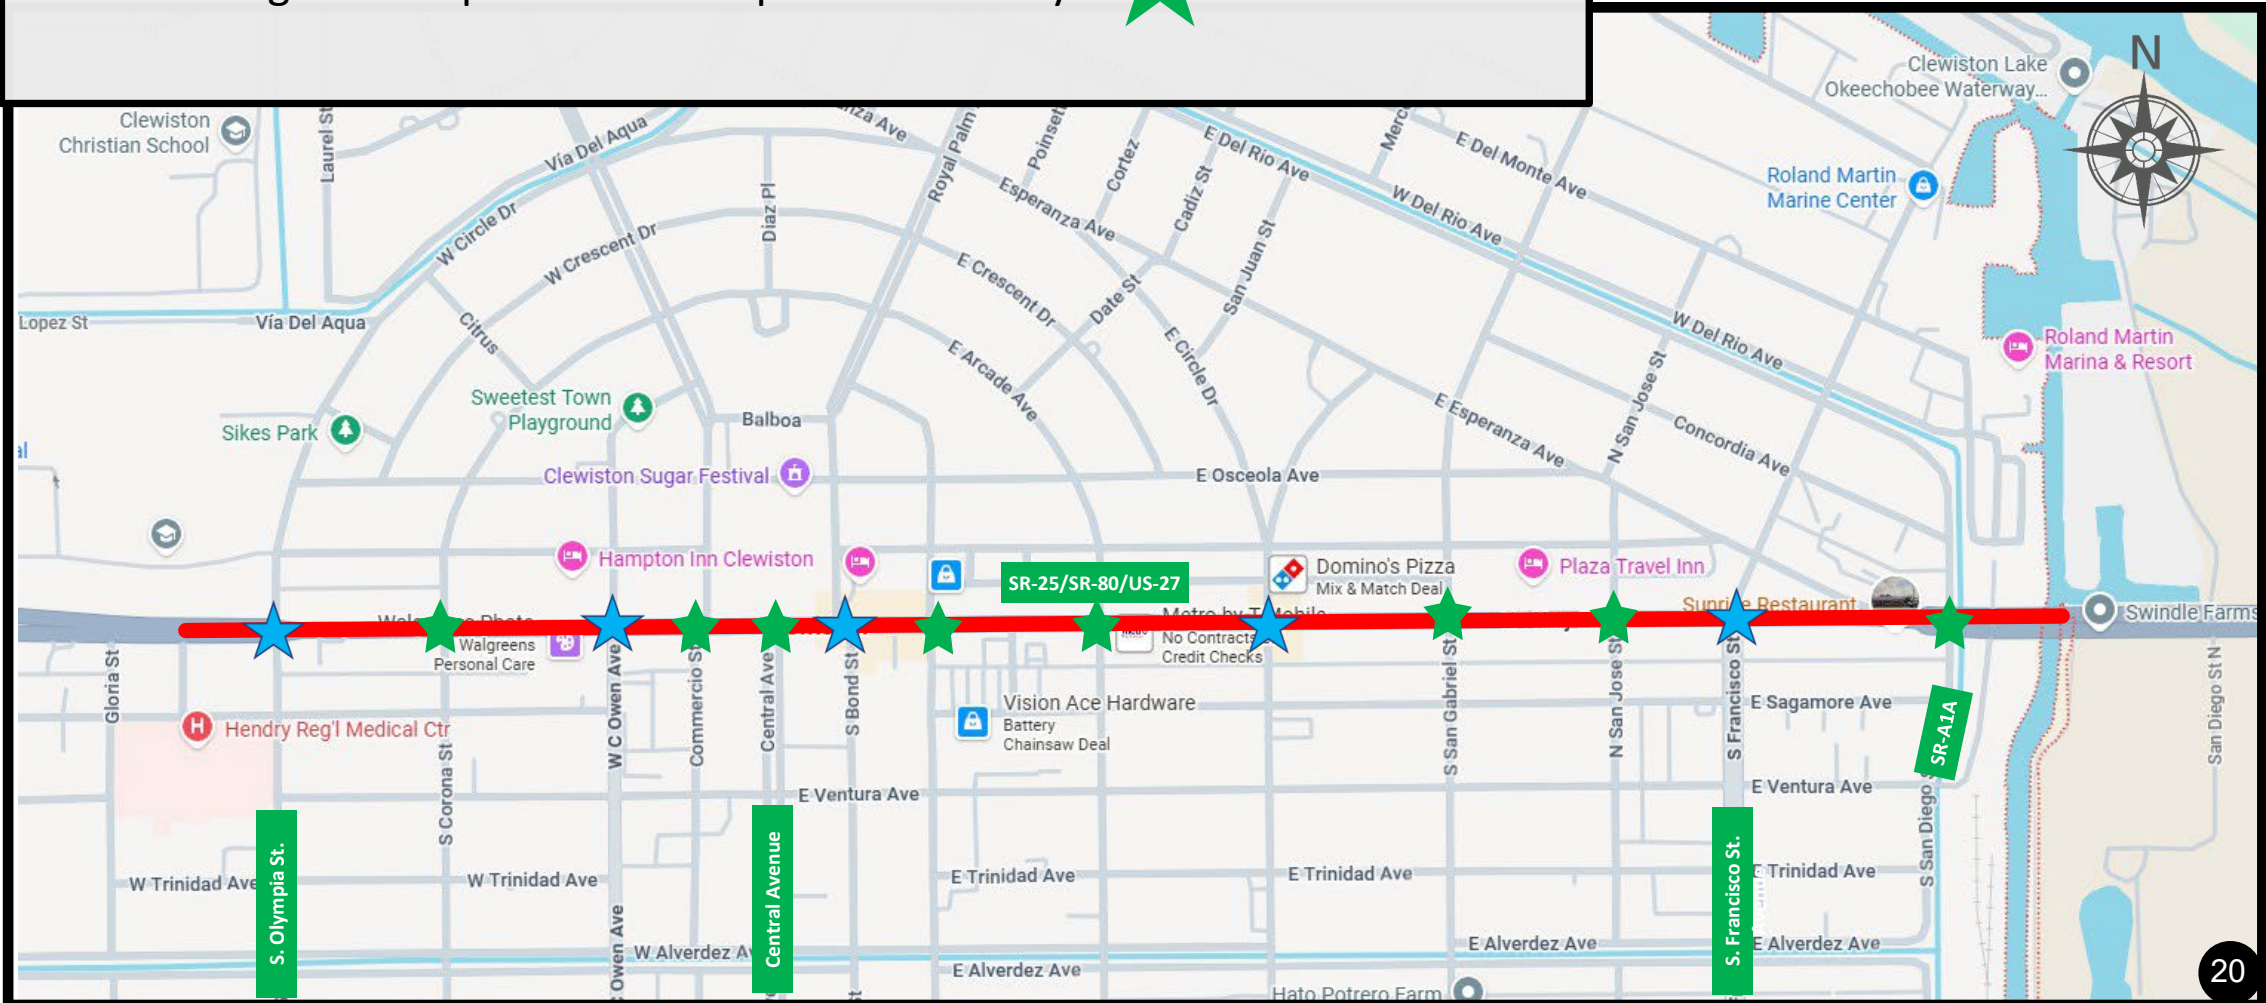 N
Clewiston Lake
Okeechobee Waterway...
Clewiston
Christian School
Laurel St
Vía Del Aqua
Esperanza Ave
Royal Palm
Cortez
Cadiz St
E Del Rio Ave
E Del Monte Ave
W Del Rio Ave
Roland Martin
Marine Center
W Circle Dr
W Crescent Dr
Diaz Pl
E Crescent Dr
Date St
San Juan St
Lopez St
Vía Del Aqua
Citrus
E Arcade Ave
E Circle Dr
W Del Rio Ave
Roland Martin
Marina & Resort
Sweetest Town
Playground
Sikes Park
Balboa
E Esperanza Ave
N San Jose St
Concordia Ave
al
Clewiston Sugar Festival
E Osceola Ave
Hampton Inn Clewiston
SR-25/SR-80/US-27
Domino's Pizza
Mix & Match Deal
Plaza Travel Inn
Sunrise Restaurant
Swindle Farms
Metro by T-Mobile
No Contracts
Credit Checks
Walgreens
Personal Care
Gloria St
Hendry Reg'l Medical Ctr
S Corona St
W C Owen Ave
Commercio St
Central Ave
S Bond St
Vision Ace Hardware
Battery
Chainsaw Deal
S San Gabriel St
N San Jose St
S Francisco St
E Sagamore Ave
SR-A1A
San Diego St N
E Ventura Ave
E Ventura Ave
S San Diego S
S. Olympia St.
Central Avenue
S. Francisco St.
W Trinidad Ave
W Trinidad Ave
E Trinidad Ave
E Trinidad Ave
E Trinidad Ave
C Owen Ave
W Alverdez Av
E Alverdez Ave
E Alverdez Ave
E Alverdez Ave
Hato Potrero Farm
20